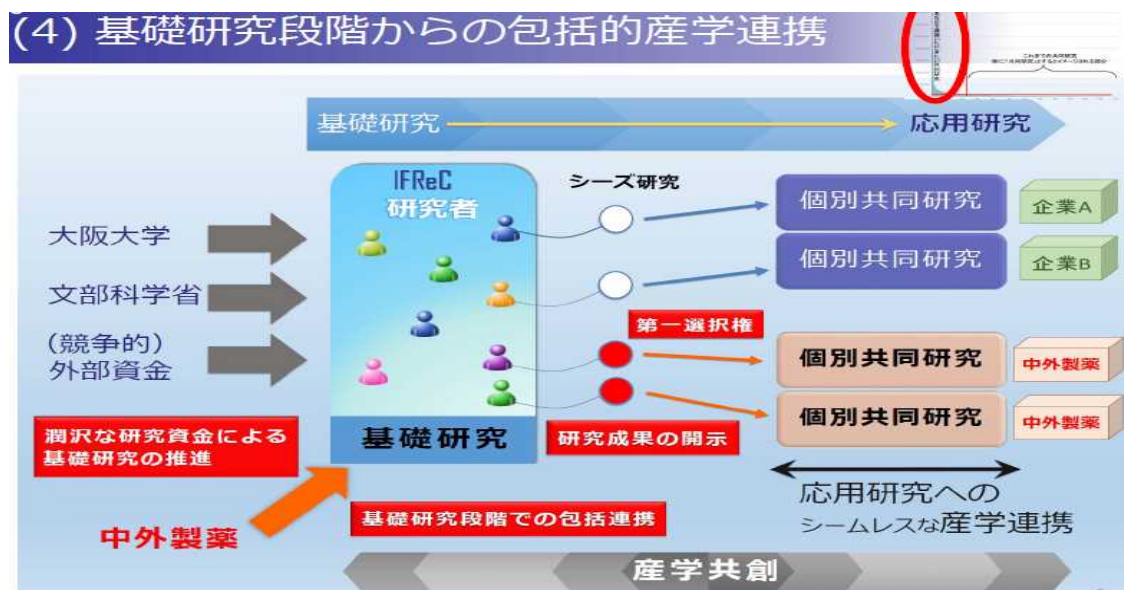 (4) 基礎研究段階からの包括的産学連携
基礎研究
応用研究
IFReC
研究者
シーズ研究
大阪大学
文部科学省
(競争的)
外部資金
個別共同研究
企業A
個別共同研究
企業B
第一選択権
個別共同研究
中外製薬
個別共同研究
中外製薬
基礎研究
研究成果の開示
潤沢な研究資金による
基礎研究の推進
中外製薬
基礎研究段階での包括連携
応用研究への
シームレスな産学連携
産学共創